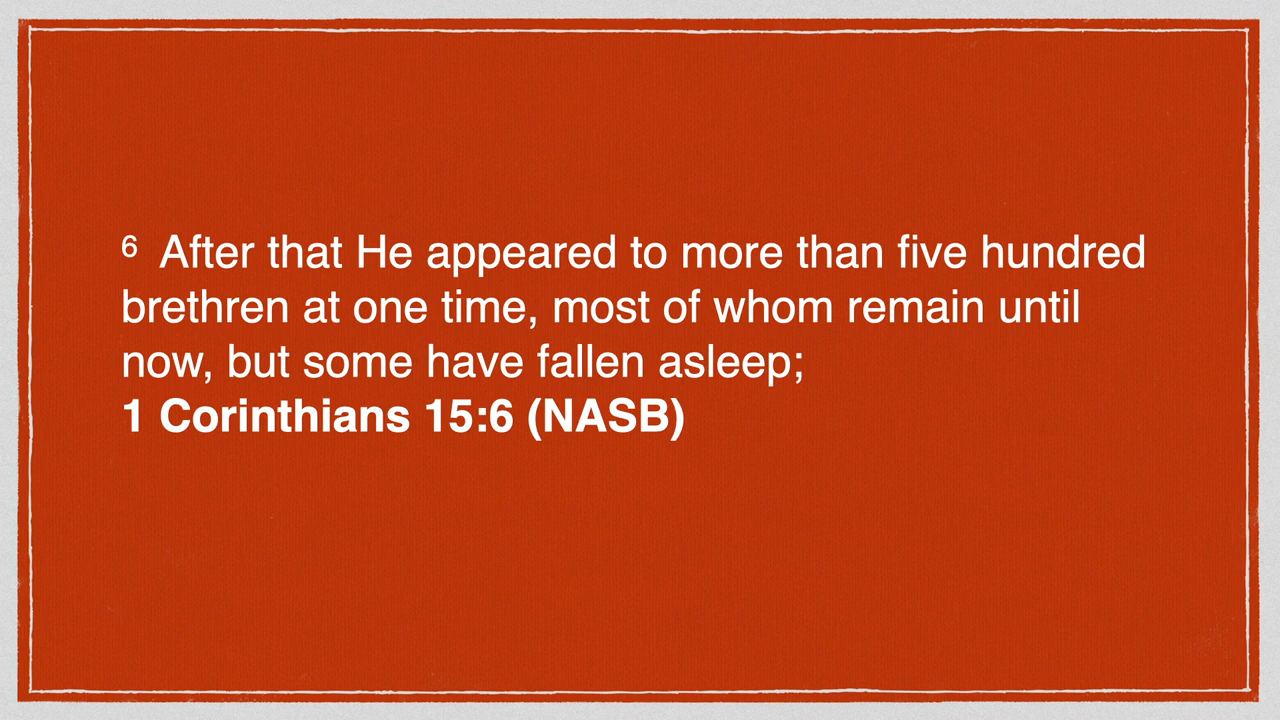 6 After that He appeared to more than five hundred
brethren at one time, most of whom remain until
now, but some have fallen asleep;
1 Corinthians 15:6 (NASB)